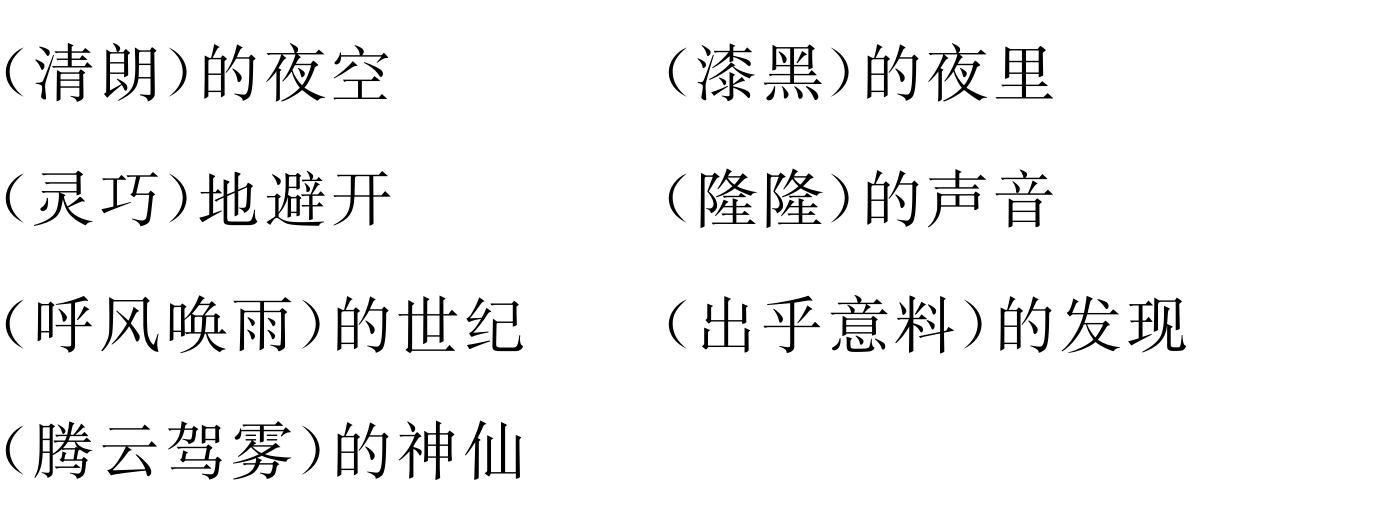 （清朗）的夜空　（漆黑）的夜里
（灵巧）地避开　（隆隆）的声音
（呼风唤雨）的世纪　（出乎意料）的发现
（腾云驾雾）的神仙